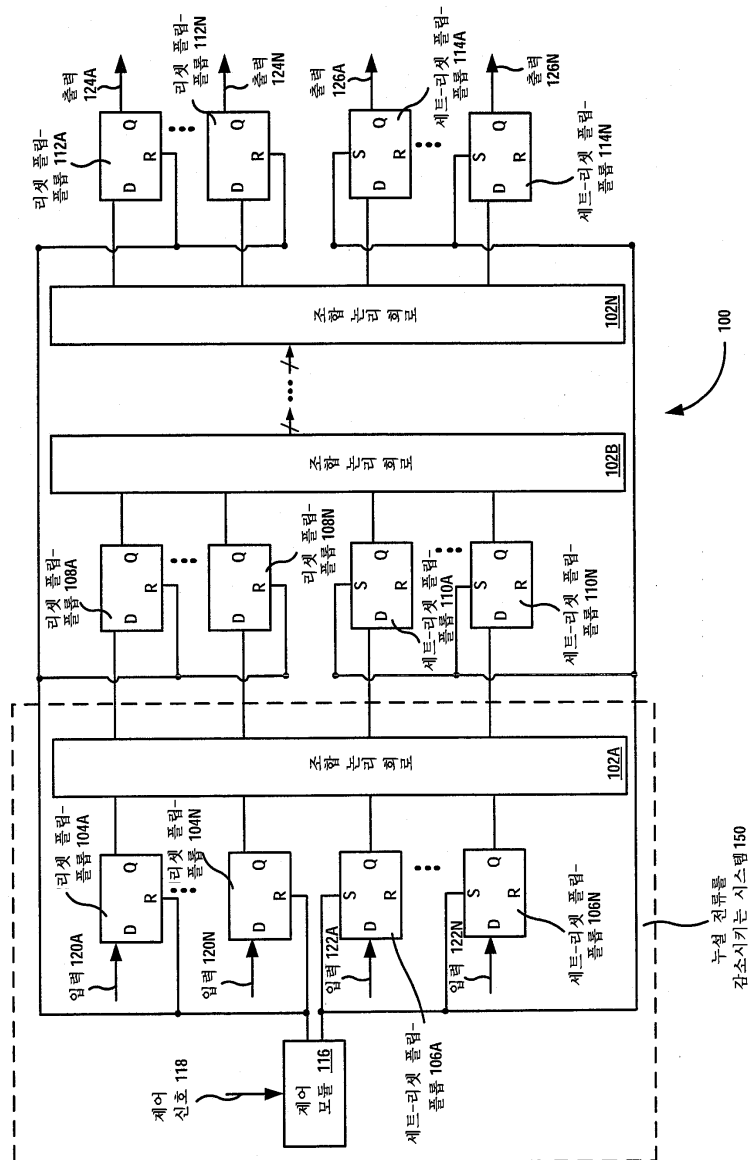 제어
신호 118
제어
모듈 116
입력 120A
리셋 플립-
플롭 104A
D
Q
R
입력 120N
리셋 플립-
플롭 104N
D
Q
R
입력 122A
S
D
Q
R
세트-리셋 플립-
플롭 106A
입력 122N
S
D
Q
R
세트-리셋 플립-
플롭 106N
조합 논리 회로
102A
누설 전류를
감소시키는 시스템 150
리셋 플립-
플롭 108A
D
Q
R
리셋 플립-
플롭 108N
D
Q
R
S
D
Q
R
세트-리셋 플립-
플롭 110A
S
D
Q
R
세트-리셋 플립-
플롭 110N
조합 논리 회로
102B
조합 논리 회로
102N
리셋 플립-
플롭 112A
D
Q
R
출력
124A
리셋 플립-
플롭 112N
D
Q
R
출력
124N
S
D
Q
R
출력
126A
세트-리셋 플립-
플롭 114A
S
D
Q
R
출력
126N
세트-리셋 플립-
플롭 114N
100